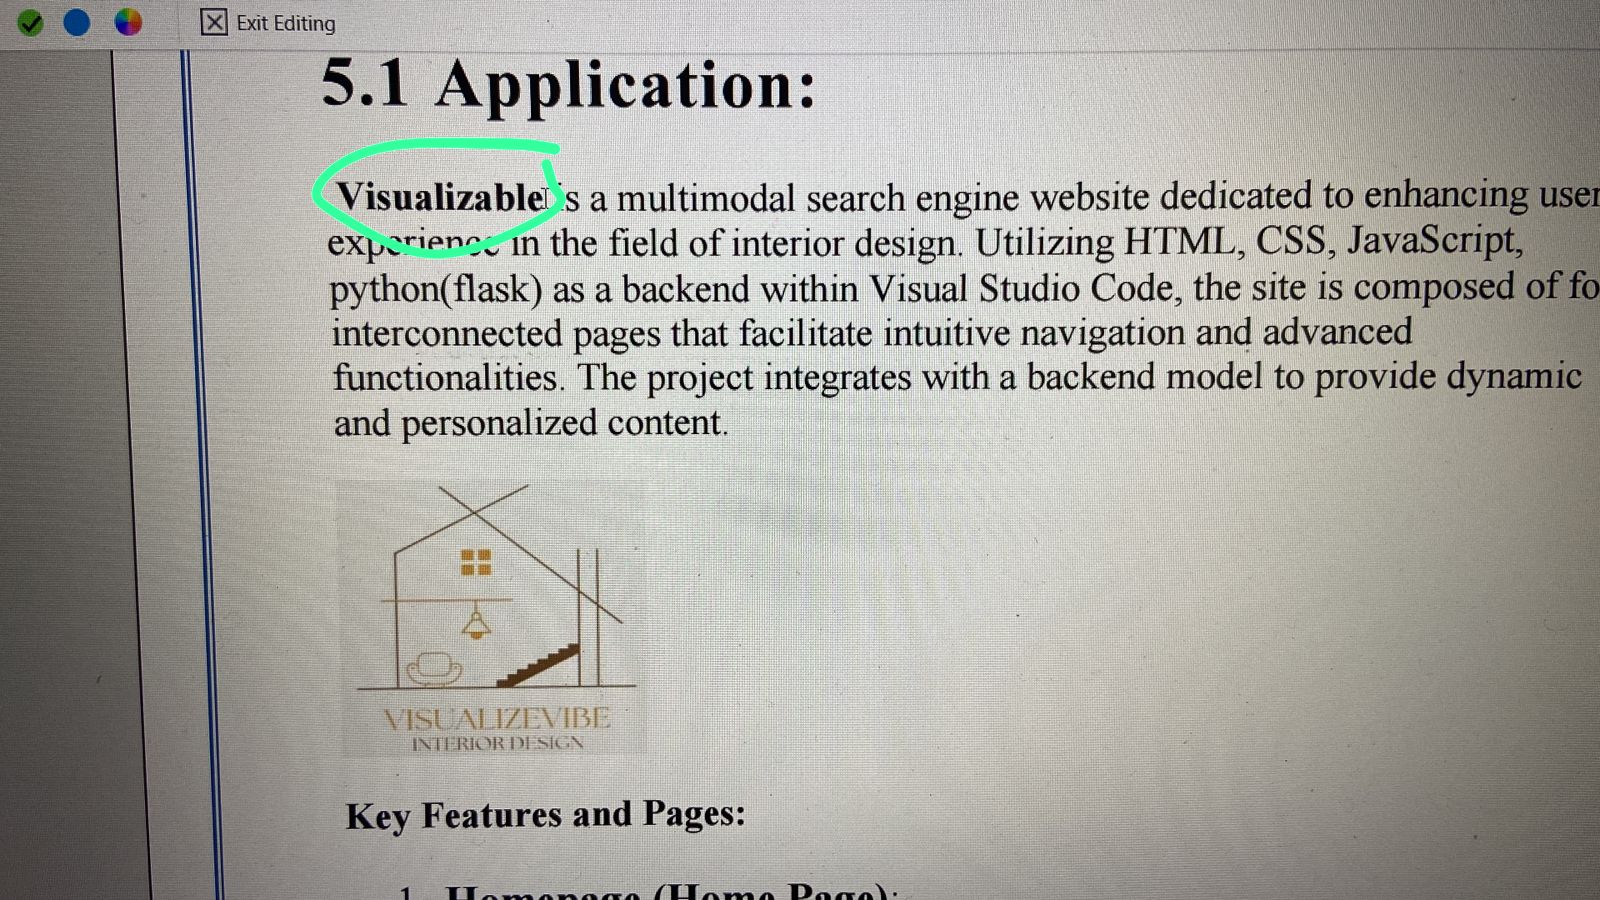 Exit Editing
5.1 Application:
Visualizable is a multimodal search engine website dedicated to enhancing user
experience in the field of interior design. Utilizing HTML, CSS, JavaScript,
python(flask) as a backend within Visual Studio Code, the site is composed of fo
interconnected pages that facilitate intuitive navigation and advanced
functionalities. The project integrates with a backend model to provide dynamic
and personalized content.
VISUALIZEVIBE
INTERIOR DESIGN
Key Features and Pages:
1. Homepage (Home Page):